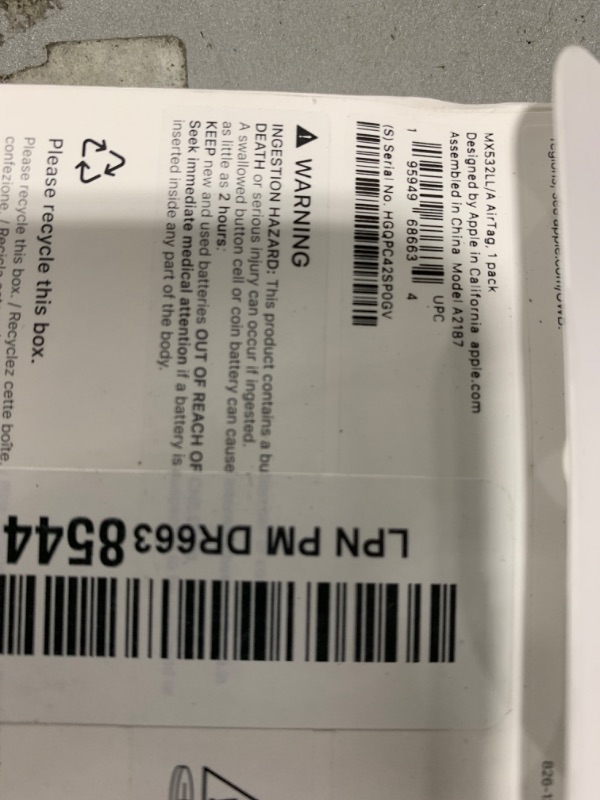 MX532LL/A AirTag, 1 pack
Designed by Apple in California apple.com
Assembled in China Model A2187
UPC
1 95949 68663 4
(S) Serial No. HGQPC42SP0GV
WARNING
INGESTION HAZARD: This product contains a bu
DEATH or serious injury can occur if ingested.
A swallowed button cell or coin battery can cause
as little as 2 hours.
KEEP new and used batteries OUT OF REACH OF
Seek immediate medical attention if a battery is
inserted inside any part of the body.
Please recycle this box.
Please recycle this box. / Recyclez cette boîte.
confezione. /
LPN PM DR6638544